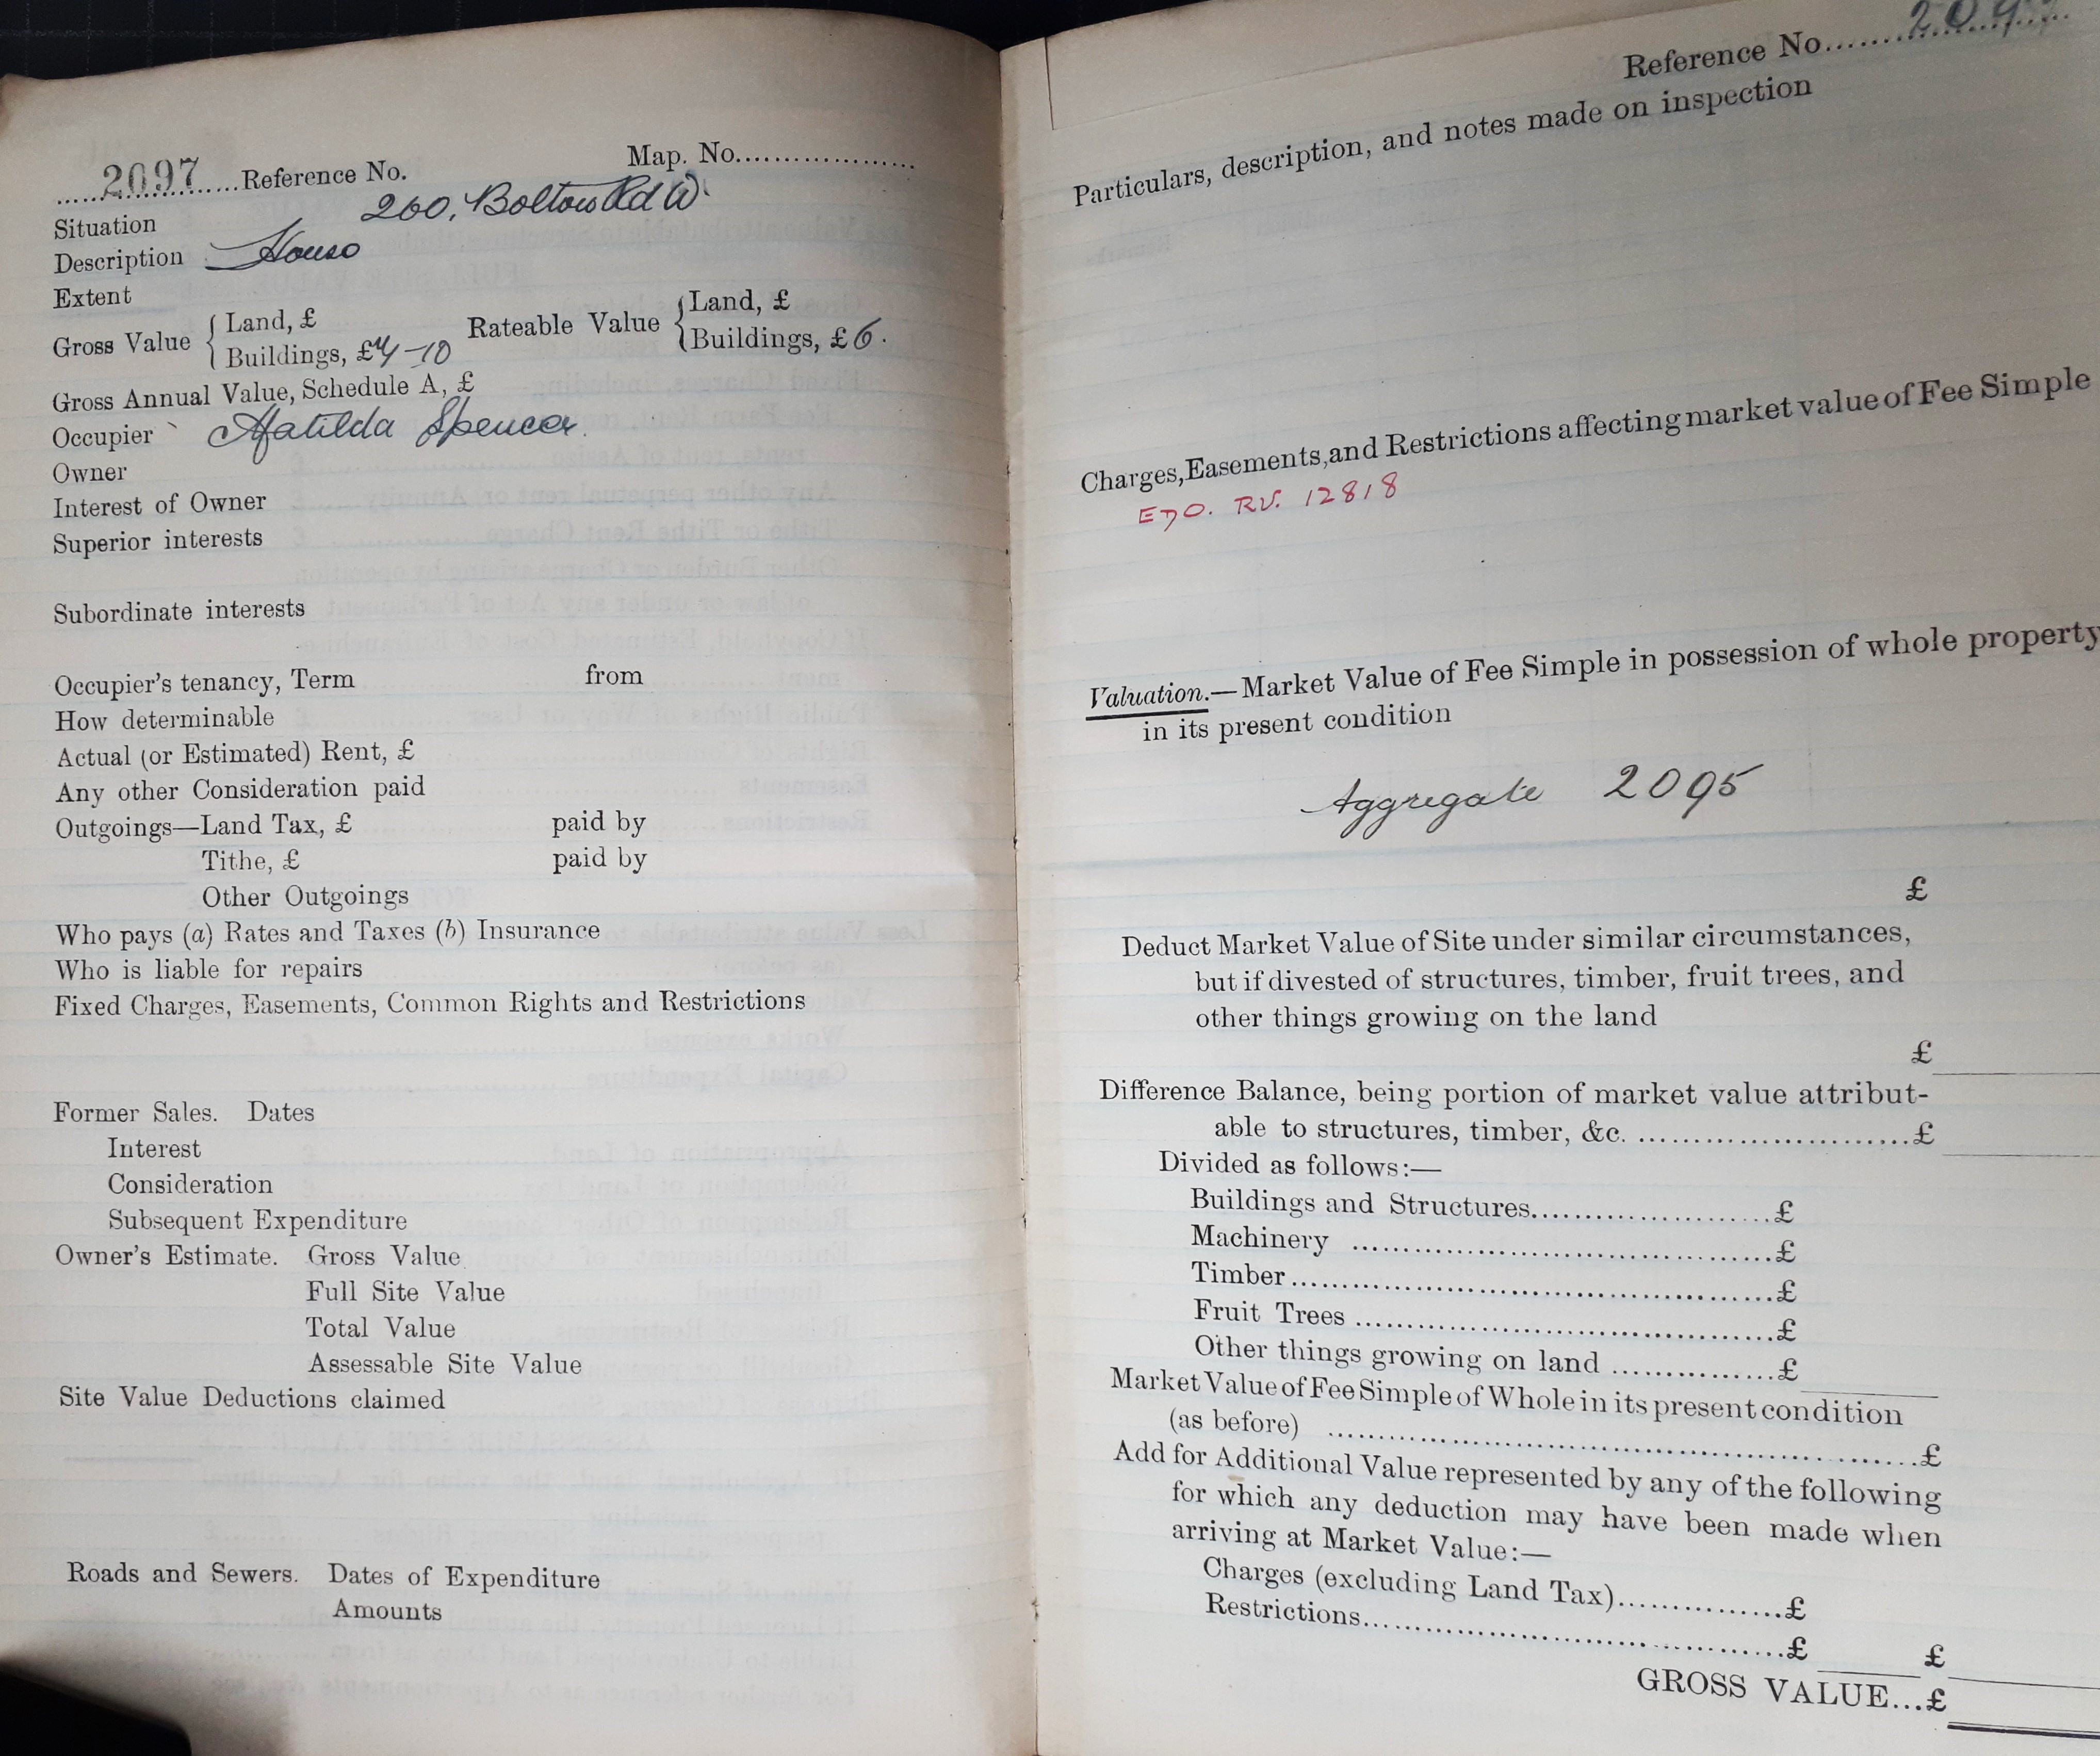 2097 Reference No. Map. No.
Situation 260, Bolton Rd W.
Description House
Extent
Gross Value { Land, £
Buildings, £ -10 Rateable Value { Land, £
Buildings, £6.
Gross Annual Value, Schedule A, £
Occupier Matilda Spencer.
Owner
Interest of Owner
Superior interests
Subordinate interests
Occupier's tenancy, Term from
How determinable
Actual (or Estimated) Rent, £
Any other Consideration paid
Outgoings—Land Tax, £ paid by
Tithe, £ paid by
Other Outgoings
Who pays (a) Rates and Taxes (b) Insurance
Who is liable for repairs
Fixed Charges, Easements, Common Rights and Restrictions
Former Sales. Dates
Interest
Consideration
Subsequent Expenditure
Owner's Estimate. Gross Value
Full Site Value
Total Value
Assessable Site Value
Site Value Deductions claimed
Roads and Sewers. Dates of Expenditure
Amounts
Reference No.
Particulars, description, and notes made on inspection
Charges, Easements, and Restrictions affecting market value of Fee Simple
RV. 12818
Valuation.—Market Value of Fee Simple in possession of whole property
in its present condition
Aggregate 2095
£
Deduct Market Value of Site under similar circumstances,
but if divested of structures, timber, fruit trees, and
other things growing on the land
£
Difference Balance, being portion of market value attribut-
able to structures, timber, &c. £
Divided as follows:—
Buildings and Structures £
Machinery £
Timber £
Fruit Trees £
Other things growing on land £
Market Value of Fee Simple of Whole in its present condition
(as before) £
Add for Additional Value represented by any of the following
for which any deduction may have been made when
arriving at Market Value:—
Charges (excluding Land Tax) £
Restrictions £ £
GROSS VALUE... £